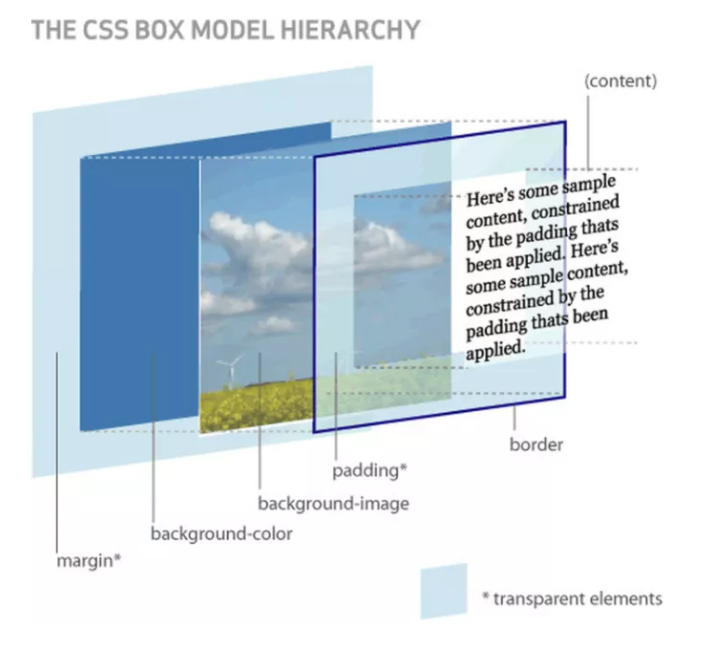 THE CSS BOX MODEL HIERARCHY
(content)
Here's some sample
content, constrained
by the padding thats
been applied. Here's
some sample content,
constrained by the
padding thats been
applied.
border
padding*
background-image
background-color
margin*
* transparent elements